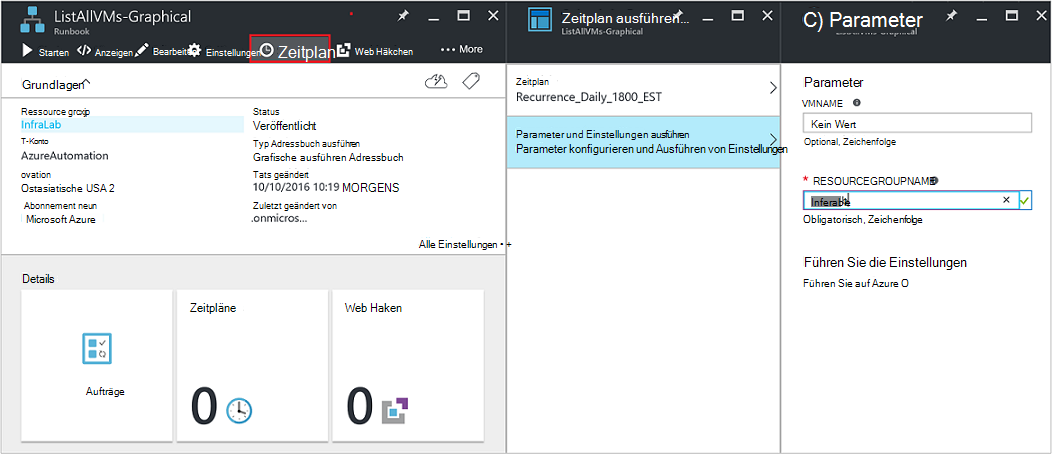 ListAllVMs-Graphical
Runbook
Starten
Anzeigen
Bearbeiten
Einstellungen
Zeitplan
Web Häkchen
••• More
Grundlagen
Ressource group
InfraLab
T-Konto
AzureAutomation
ovation
Ostasiatische USA 2
Abonnement neun
Microsoft Azure
Status
Veröffentlicht
Typ Adressbuch ausführen
Grafische ausführen Adressbuch
Tats geändert
10/10/2016 10:19 MORGENS
Zuletzt geändert von
.onmicros...
Alle Einstellungen • +
Details
Aufträge
Zeitpläne
0
Web Haken
0
Zeitplan ausführen...
ListAllVMs-Graphical
Zeitplan
Recurrence_Daily_1800_EST
Parameter und Einstellungen ausführen
Parameter konfigurieren und Ausführen von Einstellungen
C) Parameter
ListAllVMs-Graphical
Parameter
VMNAME
Kein Wert
Optional, Zeichenfolge
* RESOURCEGROUPNAME
Obligatorisch, Zeichenfolge
Führen Sie die Einstellungen
Führen Sie auf Azure O